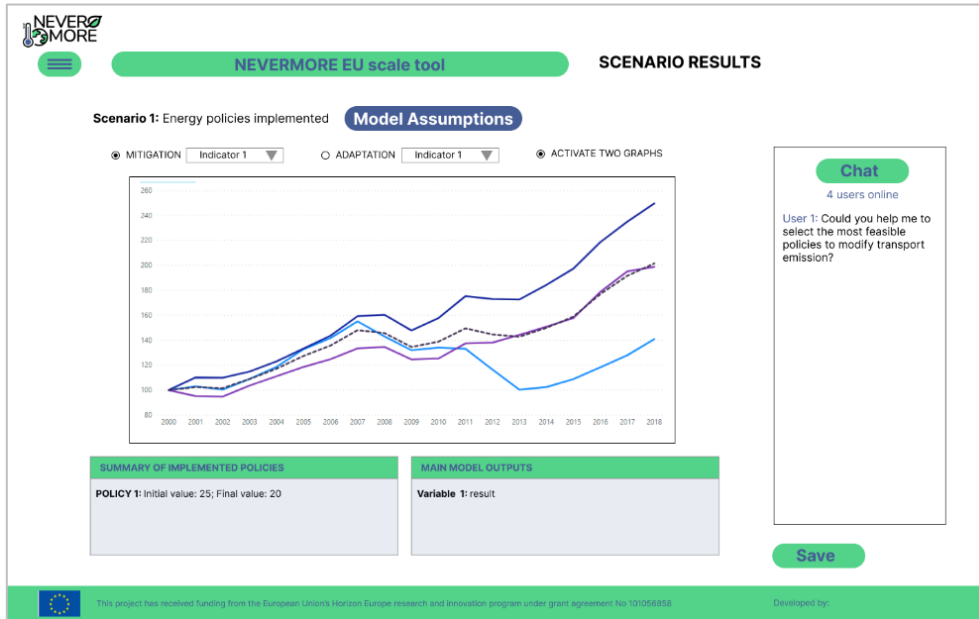 NEVER
MORE
NEVERMORE EU scale tool
SCENARIO RESULTS
Scenario 1: Energy policies implemented
Model Assumptions
MITIGATION
Indicator 1
ADAPTATION
Indicator 1
ACTIVATE TWO GRAPHS
260
240
220
200
180
160
140
120
100
80
2000 2001 2002 2003 2004 2005 2006 2007 2008 2009 2010 2011 2012 2013 2014 2015 2016 2017 2018
Chat
4 users online
User 1: Could you help me to
select the most feasible
policies to modify transport
emission?
SUMMARY OF IMPLEMENTED POLICIES
POLICY 1: Initial value: 25; Final value: 20
MAIN MODEL OUTPUTS
Variable 1: result
Save
This project has received funding from the European Union's Horizon Europe research and innovation program under grant agreement No 101056858
Developed by: